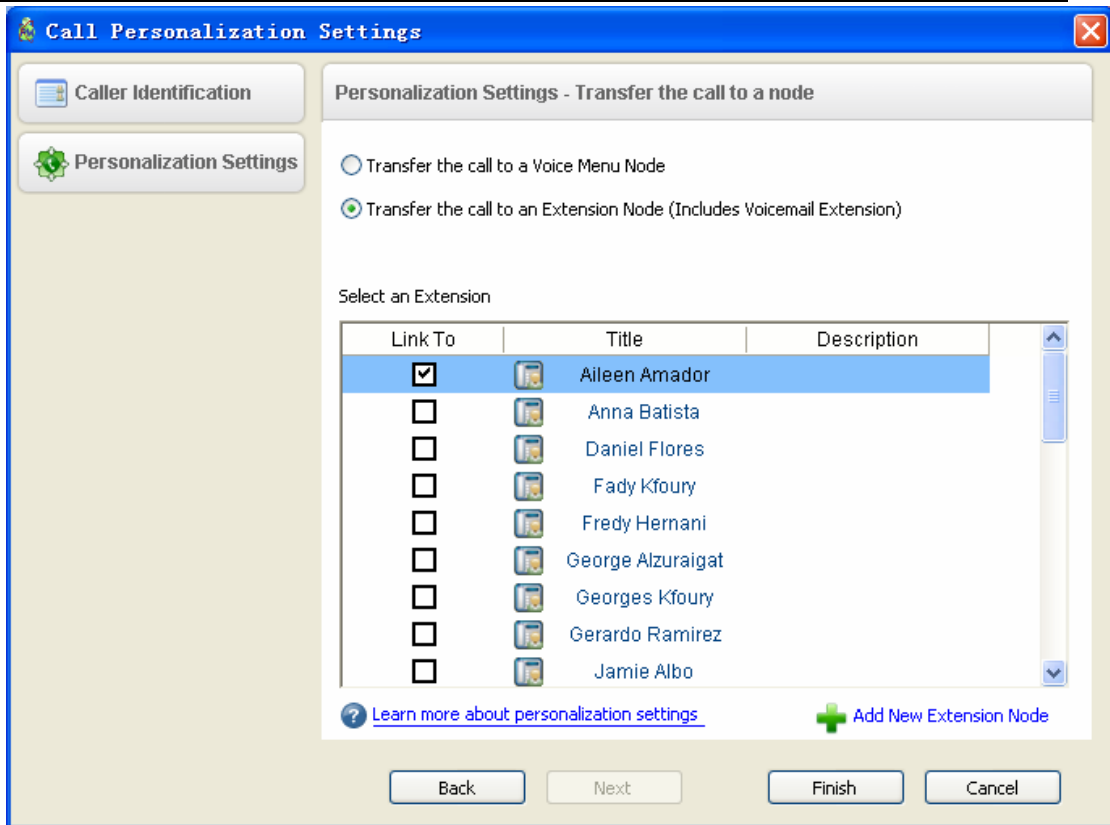 Call Personalization Settings
Caller Identification
Personalization Settings
Personalization Settings - Transfer the call to a node
Transfer the call to a Voice Menu Node
Transfer the call to an Extension Node (Includes Voicemail Extension)
Select an Extension
Link To Title Description
Aileen Amador
Anna Batista
Daniel Flores
Fady Kfoury
Fredy Hernani
George Alzuraigat
Georges Kfoury
Gerardo Ramirez
Jamie Albo
Learn more about personalization settings Add New Extension Node
Back Next Finish Cancel